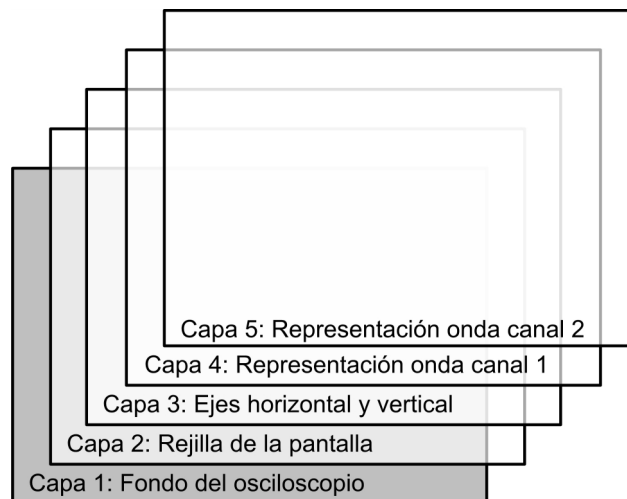 Capa 5: Representación onda canal 2
Capa 4: Representación onda canal 1
Capa 3: Ejes horizontal y vertical
Capa 2: Rejilla de la pantalla
Capa 1: Fondo del osciloscopio